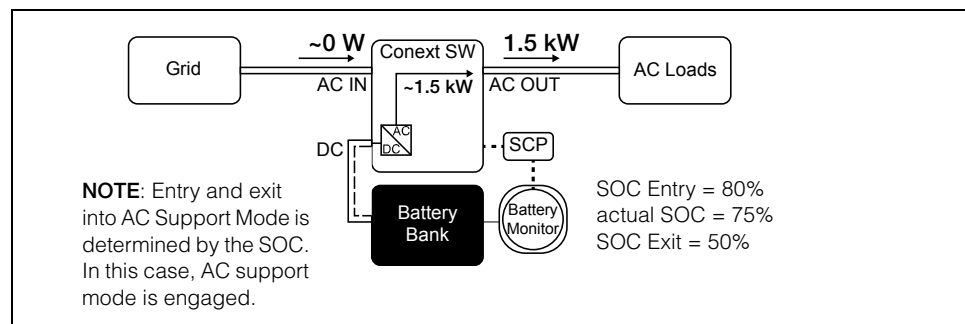 ~0 W
Conext SW
1.5 kW
Grid
AC Loads
AC IN
~1.5 kW
AC OUT
AC
DC
DC
SCP
NOTE: Entry and exit
into AC Support Mode is
determined by the SOC.
In this case, AC support
mode is engaged.
Battery
Bank
Battery
Monitor
SOC Entry = 80%
actual SOC = 75%
SOC Exit = 50%